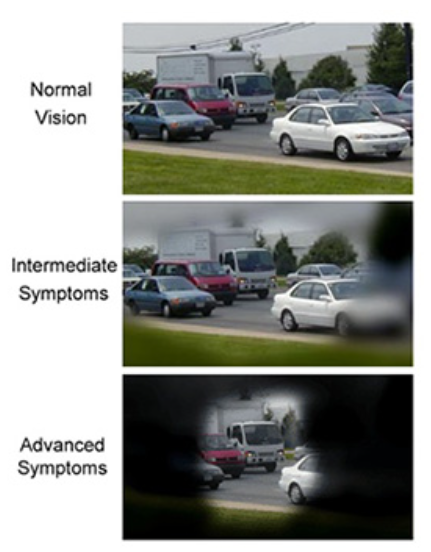 Normal
Vision
Intermediate
Symptoms
Advanced
Symptoms